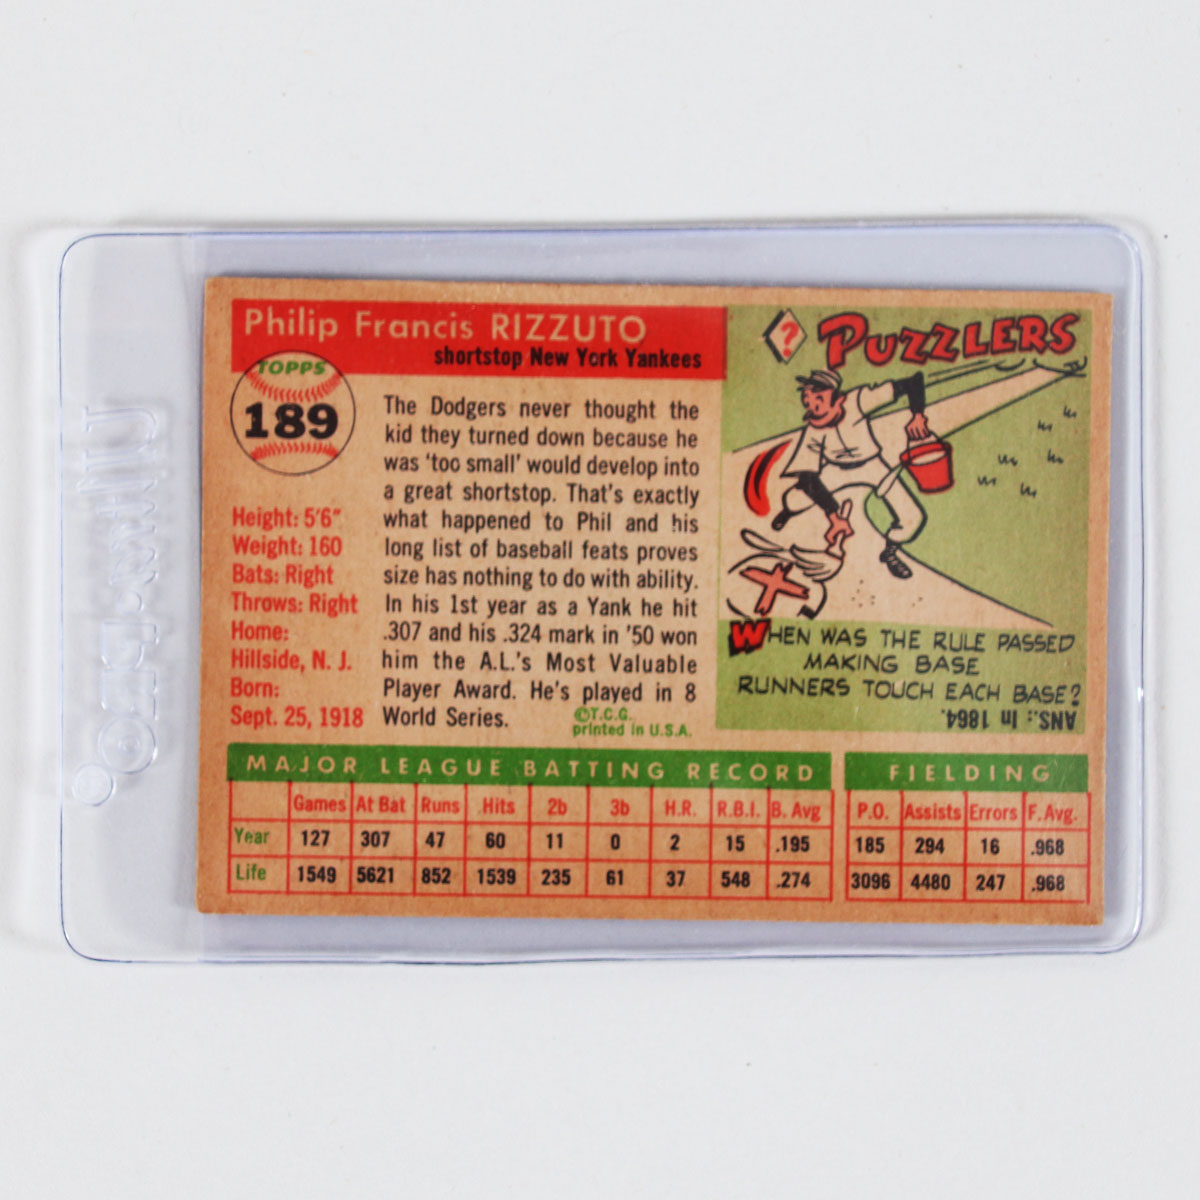 Philip Francis RIZZUTO
shortstop New York Yankees
TOPPS
189
Height: 5'6"
Weight: 160
Bats: Right
Throws: Right
Home:
Hillside, N. J.
Born:
Sept. 25, 1918
The Dodgers never thought the
kid they turned down because he
was 'too small' would develop into
a great shortstop. That's exactly
what happened to Phil and his
long list of baseball feats proves
size has nothing to do with ability.
In his 1st year as a Yank he hit
.307 and his .324 mark in '50 won
him the A.L.'s Most Valuable
Player Award. He's played in 8
World Series.
©T.C.G.
printed in U.S.A.
?
PUZZLERS
WHEN WAS THE RULE PASSED
MAKING BASE
RUNNERS TOUCH EACH BASE?
ANS.: In 1864.
MAJOR LEAGUE BATTING RECORD
Games At Bat Runs Hits 2b 3b H.R. R.B.I. B. Avg
Year 127 307 47 60 11 0 2 15 .195
Life 1549 5621 852 1539 235 61 37 548 .274
FIELDING
P.O. Assists Errors F. Avg.
185 294 16 .968
3096 4480 247 .968